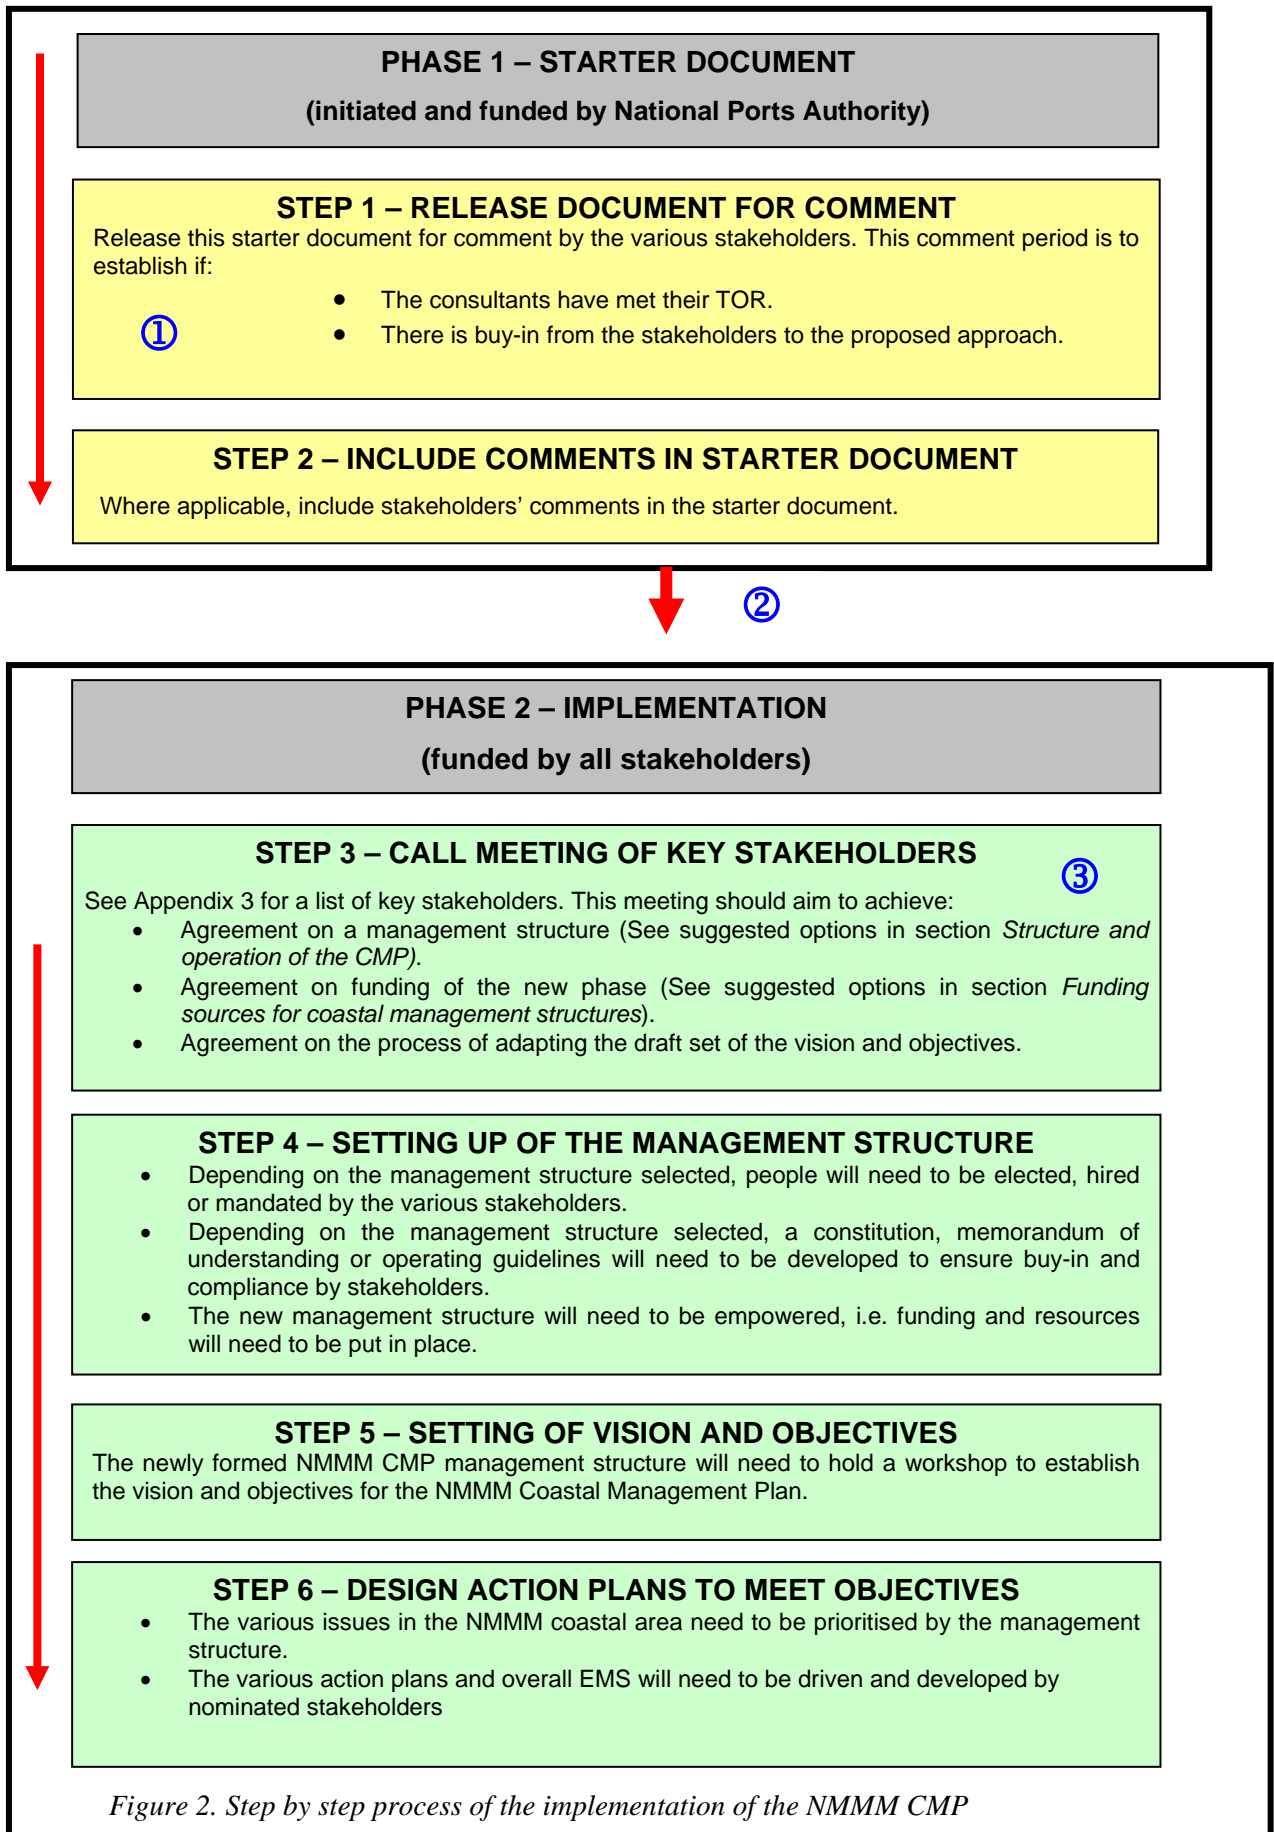 PHASE 1 – STARTER DOCUMENT
(initiated and funded by National Ports Authority)
STEP 1 – RELEASE DOCUMENT FOR COMMENT
Release this starter document for comment by the various stakeholders. This comment period is to
establish if:
• The consultants have met their TOR.
① • There is buy-in from the stakeholders to the proposed approach.
STEP 2 – INCLUDE COMMENTS IN STARTER DOCUMENT
Where applicable, include stakeholders’ comments in the starter document.
②
PHASE 2 – IMPLEMENTATION
(funded by all stakeholders)
STEP 3 – CALL MEETING OF KEY STAKEHOLDERS
③
See Appendix 3 for a list of key stakeholders. This meeting should aim to achieve:
• Agreement on a management structure (See suggested options in section Structure and
operation of the CMP).
• Agreement on funding of the new phase (See suggested options in section Funding
sources for coastal management structures).
• Agreement on the process of adapting the draft set of the vision and objectives.
STEP 4 – SETTING UP OF THE MANAGEMENT STRUCTURE
• Depending on the management structure selected, people will need to be elected, hired
or mandated by the various stakeholders.
• Depending on the management structure selected, a constitution, memorandum of
understanding or operating guidelines will need to be developed to ensure buy-in and
compliance by stakeholders.
• The new management structure will need to be empowered, i.e. funding and resources
will need to be put in place.
STEP 5 – SETTING OF VISION AND OBJECTIVES
The newly formed NMMM CMP management structure will need to hold a workshop to establish
the vision and objectives for the NMMM Coastal Management Plan.
STEP 6 – DESIGN ACTION PLANS TO MEET OBJECTIVES
• The various issues in the NMMM coastal area need to be prioritised by the management
structure.
• The various action plans and overall EMS will need to be driven and developed by
nominated stakeholders
Figure 2. Step by step process of the implementation of the NMMM CMP